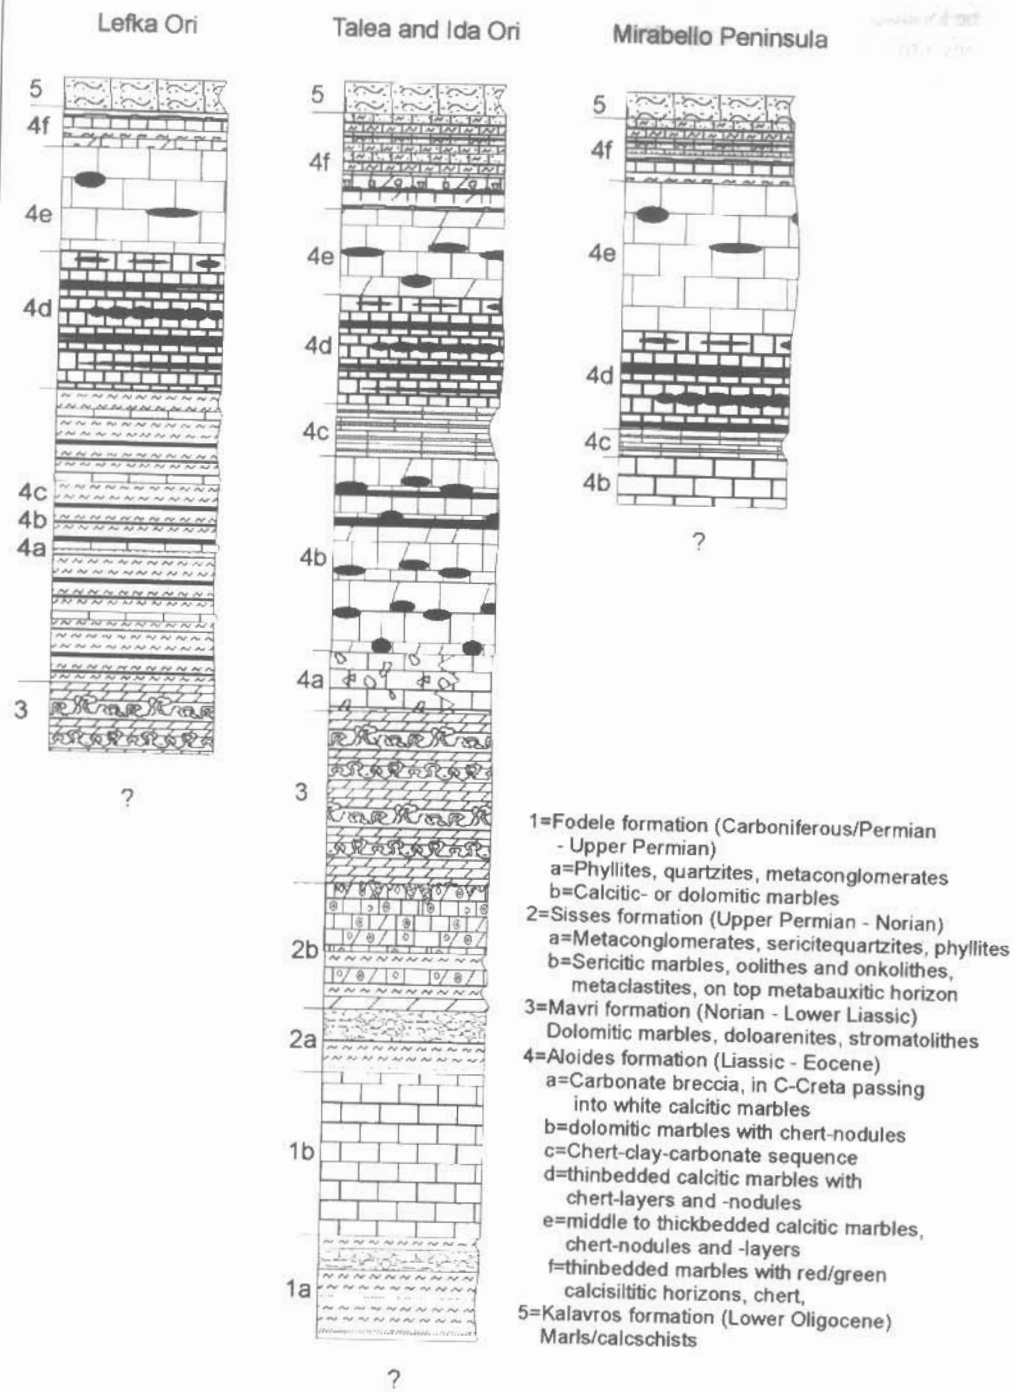 Lefka Ori
Talea and Ida Ori
Mirabello Peninsula
5
4f
4e
4d
4c
4b
4a
3
?
5
4f
4e
4d
4c
4b
4a
3
2b
2a
1b
1a
?
5
4f
4e
4d
4c
4b
?
1=Fodele formation (Carboniferous/Permian
- Upper Permian)
a=Phyllites, quartzites, metaconglomerates
b=Calcitic- or dolomitic marbles
2=Sisses formation (Upper Permian - Norian)
a=Metaconglomerates, sericitequartzites, phyllites
b=Sericitic marbles, oolithes and onkolithes,
metaclastites, on top metabauxitic horizon
3=Mavri formation (Norian - Lower Liassic)
Dolomitic marbles, doloarenites, stromatolithes
4=Aloides formation (Liassic - Eocene)
a=Carbonate breccia, in C-Creta passing
into white calcitic marbles
b=dolomitic marbles with chert-nodules
c=Chert-clay-carbonate sequence
d=thinbedded calcitic marbles with
chert-layers and -nodules
e=middle to thickbedded calcitic marbles,
chert-nodules and -layers
f=thinbedded marbles with red/green
calcisiltitic horizons, chert,
5=Kalavros formation (Lower Oligocene)
Marls/calcschists